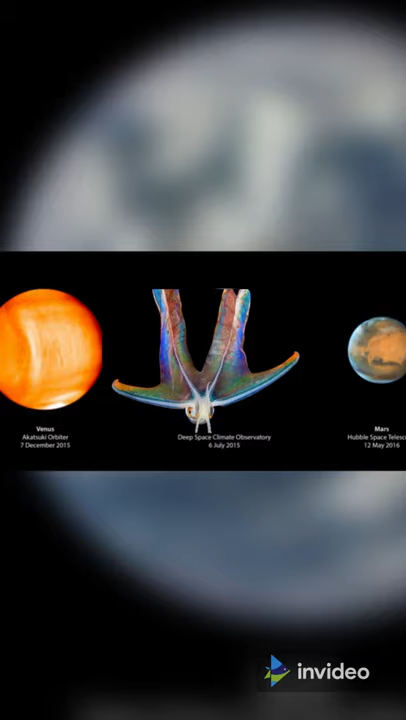 Venus
Akatsuki Orbiter
7 December 2015
Deep Space Climate Observatory
6 July 2015
Mars
Hubble Space Telesc
12 May 2016
invideo